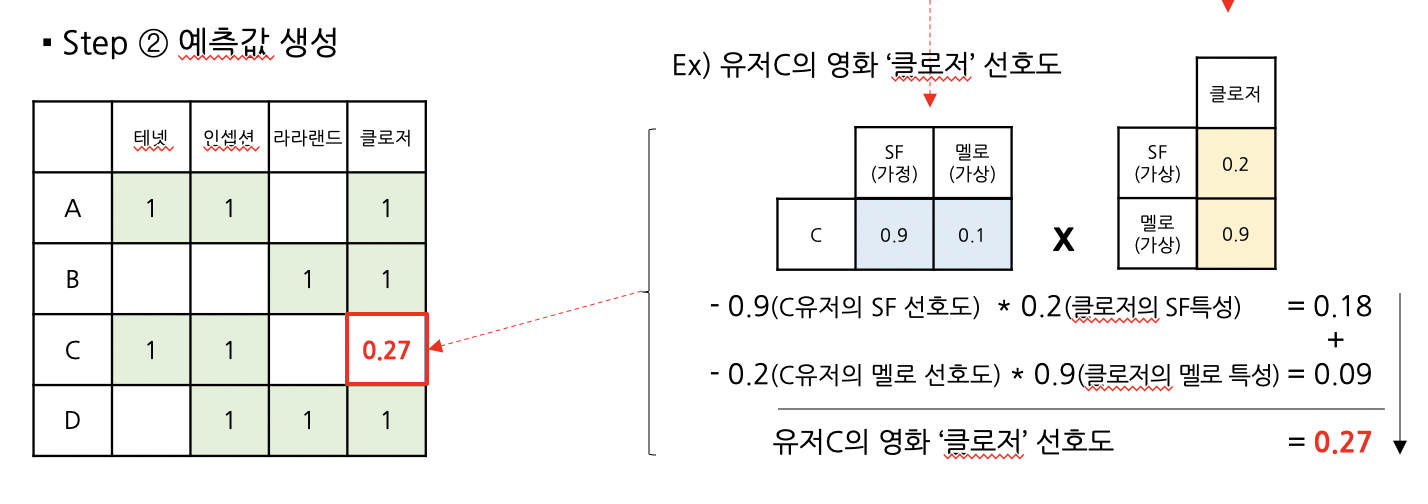 ▪ Step ② 예측값 생성
테넷 인셉션 라라랜드 클로저
A 1 1 1
B 1 1
C 1 1 0.27
D 1 1 1
Ex) 유저C의 영화 ‘클로저’ 선호도
SF
(가정)
멜로
(가상)
C 0.9 0.1
x
클로저
SF
(가상)
0.2
멜로
(가상)
0.9
- 0.9(C유저의 SF 선호도) * 0.2(클로저의 SF특성) = 0.18
+
- 0.2(C유저의 멜로 선호도) * 0.9(클로저의 멜로 특성) = 0.09
유저C의 영화 ‘클로저’ 선호도 = 0.27